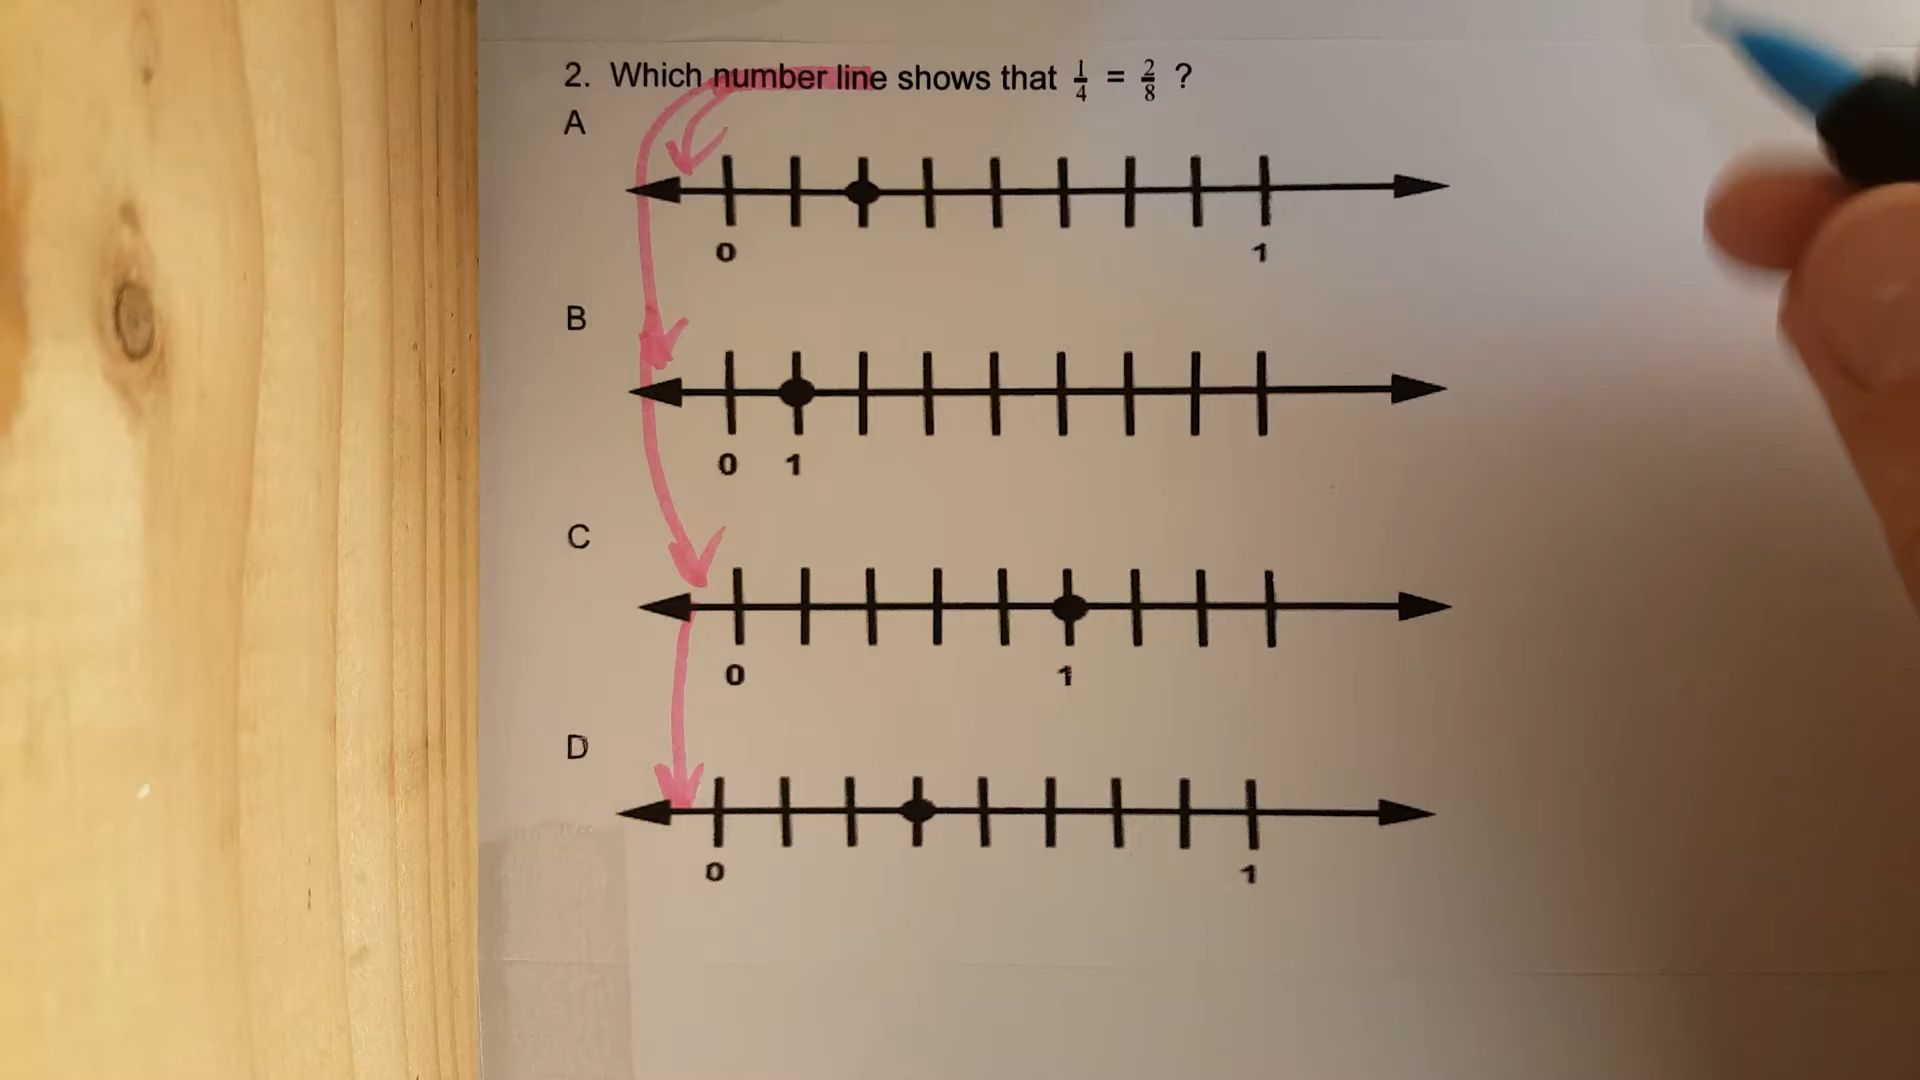 2. Which number line shows that 1/4 = 2/8 ?
A
0 1
B
0 1
C
0 1
D
0 1